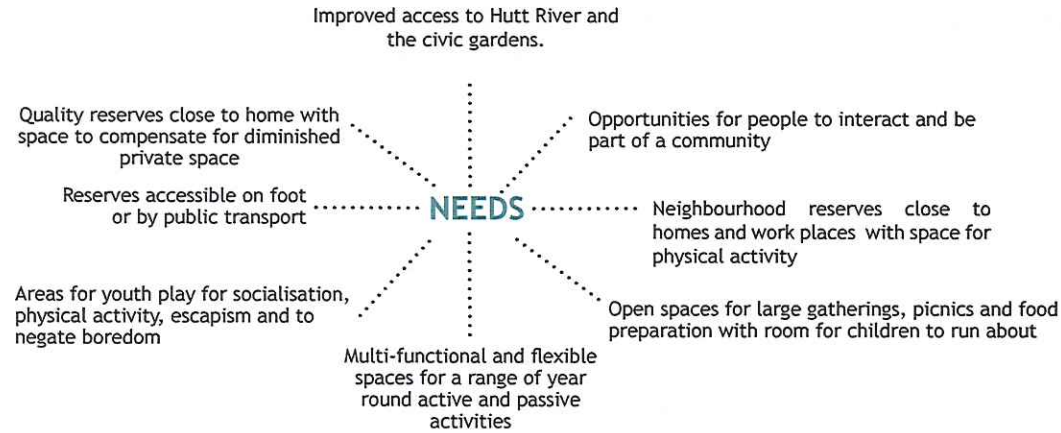 Improved access to Hutt River and
the civic gardens.
Quality reserves close to home with
space to compensate for diminished
private space
Opportunities for people to interact and be
part of a community
Reserves accessible on foot
or by public transport
NEEDS
Neighbourhood reserves close to
homes and work places with space for
physical activity
Areas for youth play for socialisation,
physical activity, escapism and to
negate boredom
Open spaces for large gatherings, picnics and food
preparation with room for children to run about
Multi-functional and flexible
spaces for a range of year
round active and passive
activities